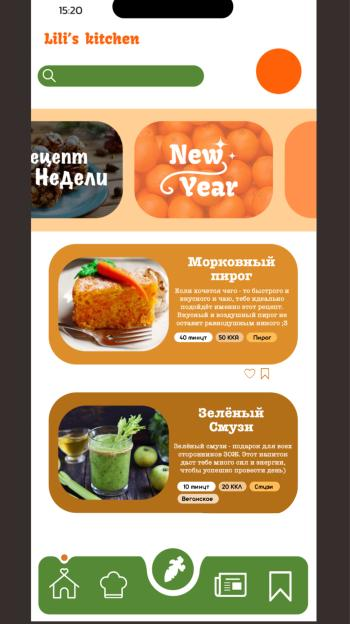 15:20
Lili's kitchen
ецепт
Недели
New
Year
Морковный
пирог
Если хочется чего - то быстрого и
вкусного к чаю, тебе идеально
подойдёт именно этот рецепт.
Вкусный и воздушный пирог не
оставит равнодушным никого ;3
40 минут
50 ККЯ
Пирог
Зелёный
Смузи
Зелёный смузи - подарок для всех
сторонников ЗОЖ. Этот напиток
даст тебе много сил и энергии,
чтобы успешно провести день)
10 минут
20 ККЛ
Смузи
Веганское